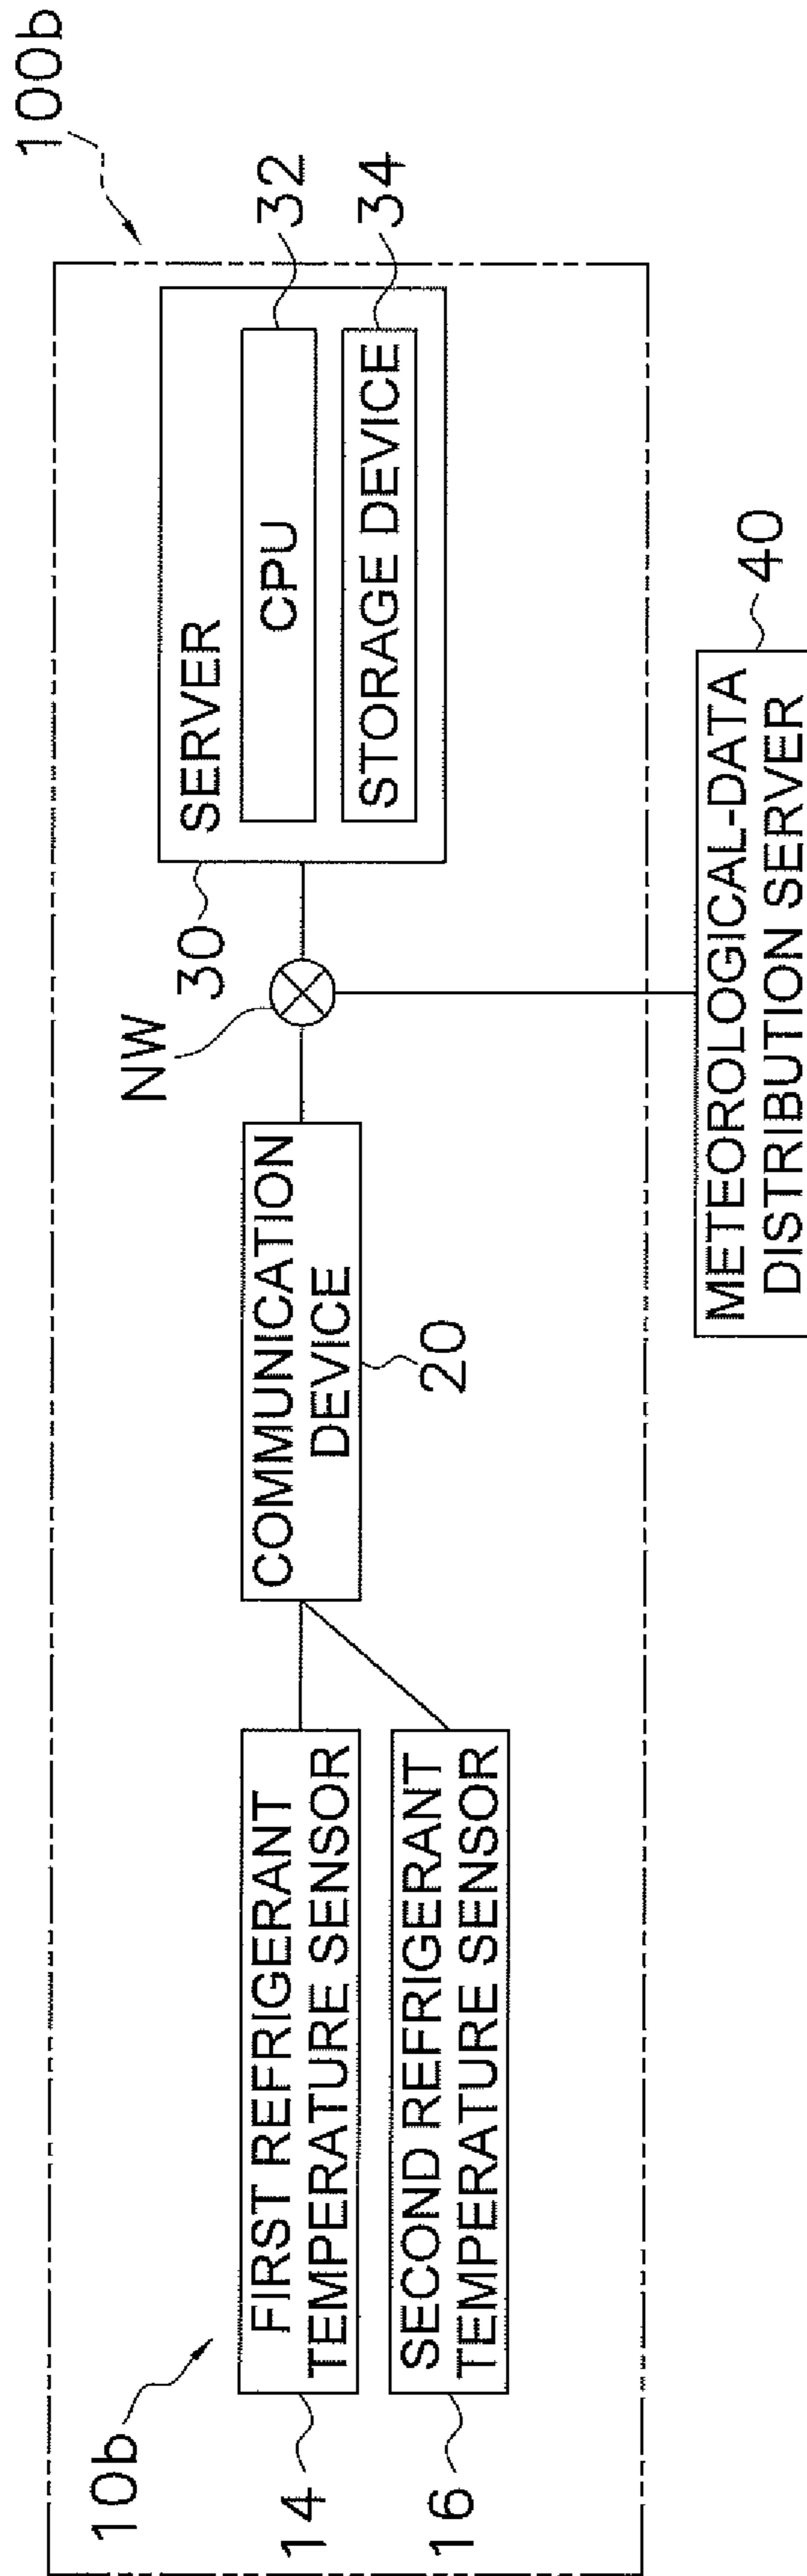 100b
10b
14
FIRST REFRIGERANT
TEMPERATURE SENSOR
16
SECOND REFRIGERANT
TEMPERATURE SENSOR
COMMUNICATION
DEVICE
20
NW
30
SERVER
CPU
32
STORAGE DEVICE
34
METEOROLOGICAL-DATA
DISTRIBUTION SERVER
40